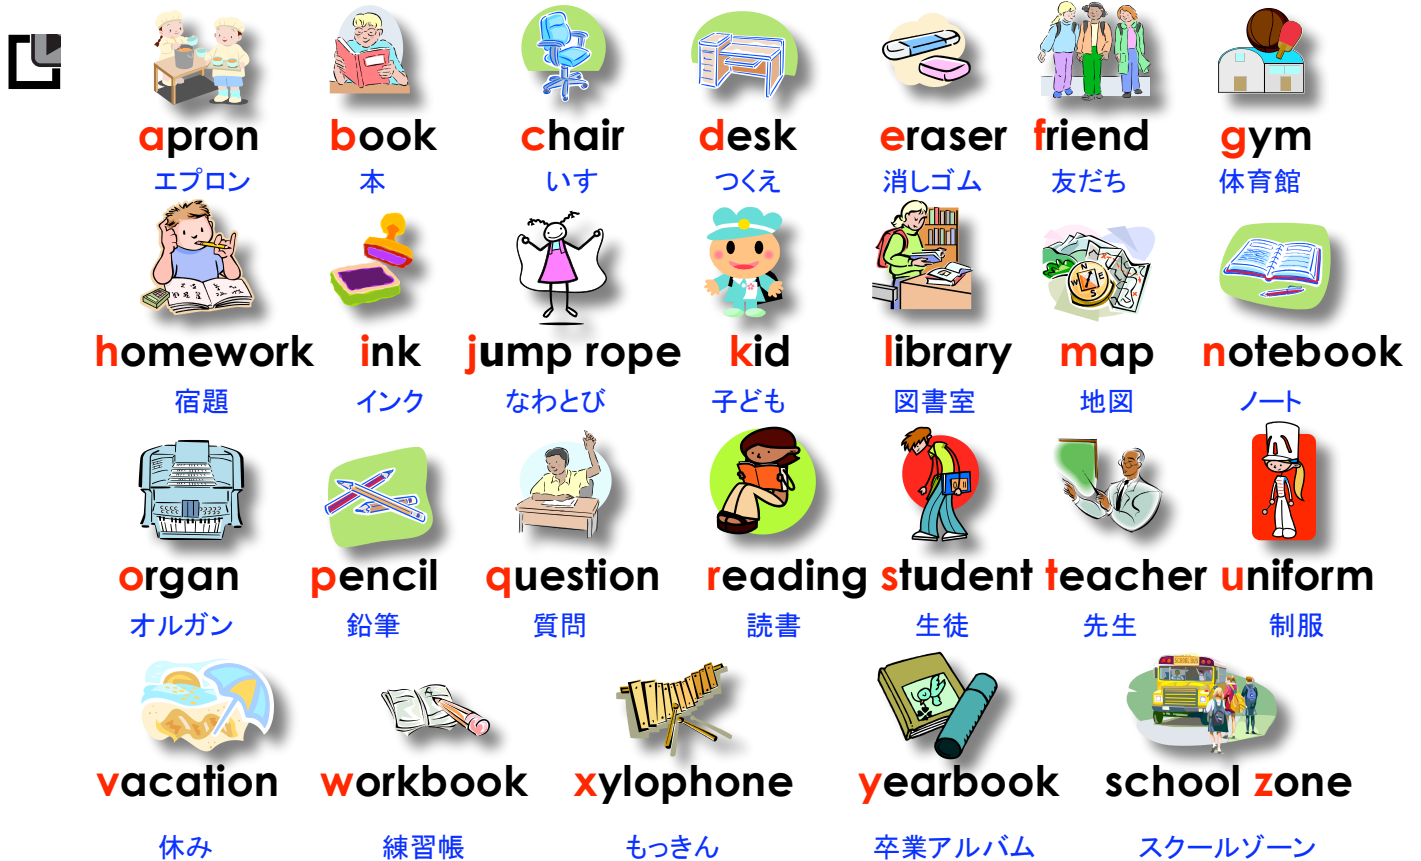 apron book chair desk eraser friend gym
エプロン 本 いす つくえ 消しゴム 友だち 体育館
N
W E
S
homework ink jump rope kid library map notebook
宿題 インク なわとび 子ども 図書室 地図 ノート
organ pencil question reading student teacher uniform
オルガン 鉛筆 質問 読書 生徒 先生 制服
SCHOOL BUS
vacation workbook xylophone yearbook school zone
休み 練習帳 もっきん 卒業アルバム スクールゾーン